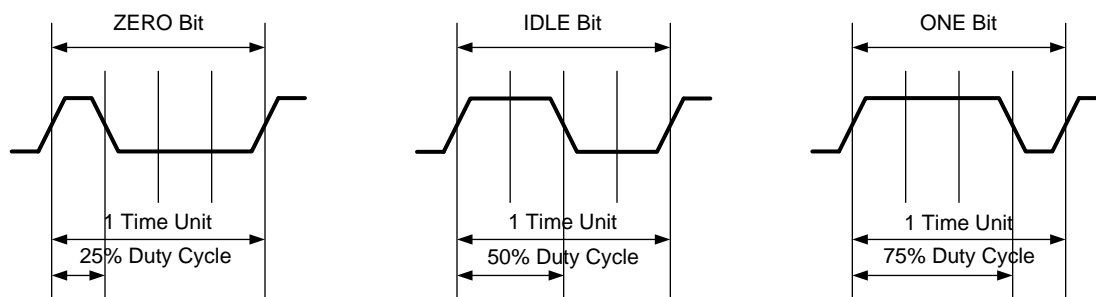 ZERO Bit
IDLE Bit
ONE Bit
1 Time Unit
1 Time Unit
1 Time Unit
25% Duty Cycle
50% Duty Cycle
75% Duty Cycle